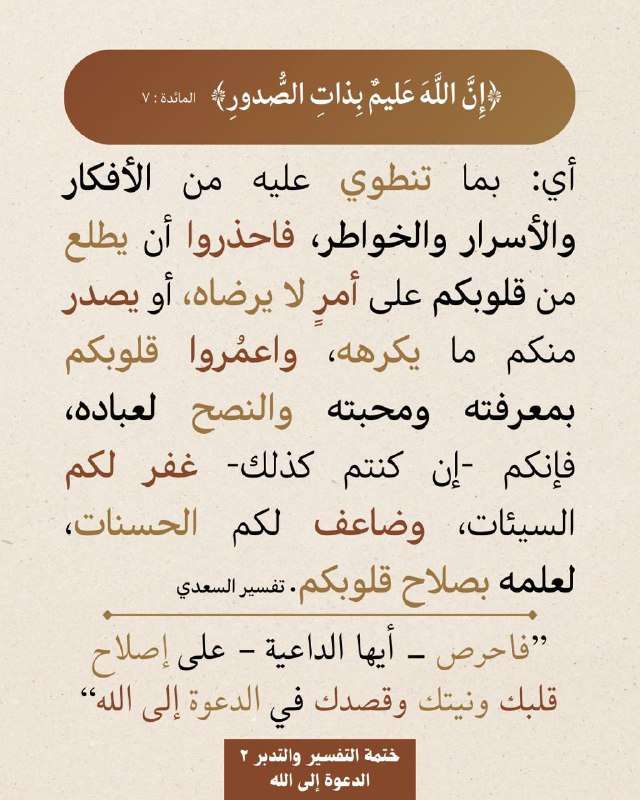 ﴿إِنَّ اللَّهَ عَليمٌ بِذاتِ الصُّدورِ﴾ المائدة : ٧
أي: بما تنطوي عليه من الأفكار
والأسرار والخواطر، فاحذروا أن يطلع
من قلوبكم على أمرٍ لا يرضاه، أو يصدر
منكم ما يكرهه، واعمُروا قلوبكم
بمعرفته ومحبته والنصح لعباده،
فإنكم -إن كنتم كذلك- غفر لكم
السيئات، وضاعف لكم الحسنات،
لعلمه بصلاح قلوبكم. تفسير السعدي
”فاحرص – أيها الداعية – على إصلاح
قلبك ونيتك وقصدك في الدعوة إلى الله“
ختمة التفسير والتدبر ٢
الدعوة إلى الله